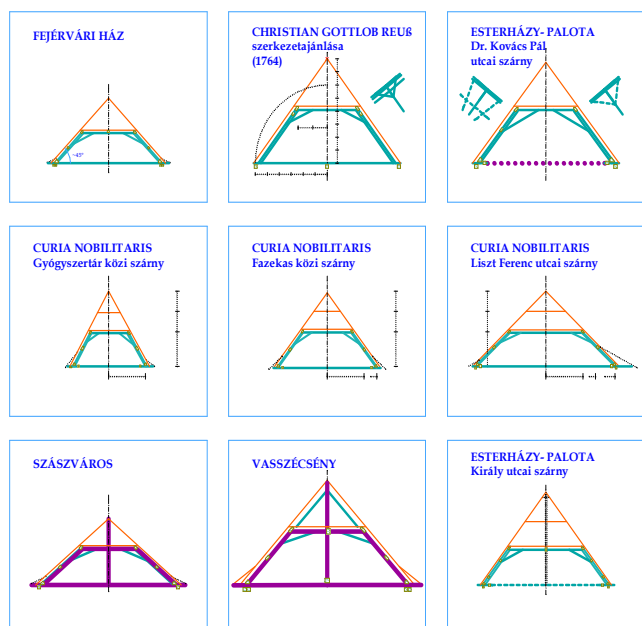 FEJÉRVÁRI HÁZ
~45°
CHRISTIAN GOTTLOB REUß
szerkezetajánlása
(1764)
ESTERHÁZY- PALOTA
Dr. Kovács Pál
utcai szárny
CURIA NOBILITARIS
Gyógyszertár közi szárny
CURIA NOBILITARIS
Fazekas közi szárny
CURIA NOBILITARIS
Liszt Ferenc utcai szárny
SZÁSZVÁROS
VASSZÉCSÉNY
ESTERHÁZY- PALOTA
Király utcai szárny